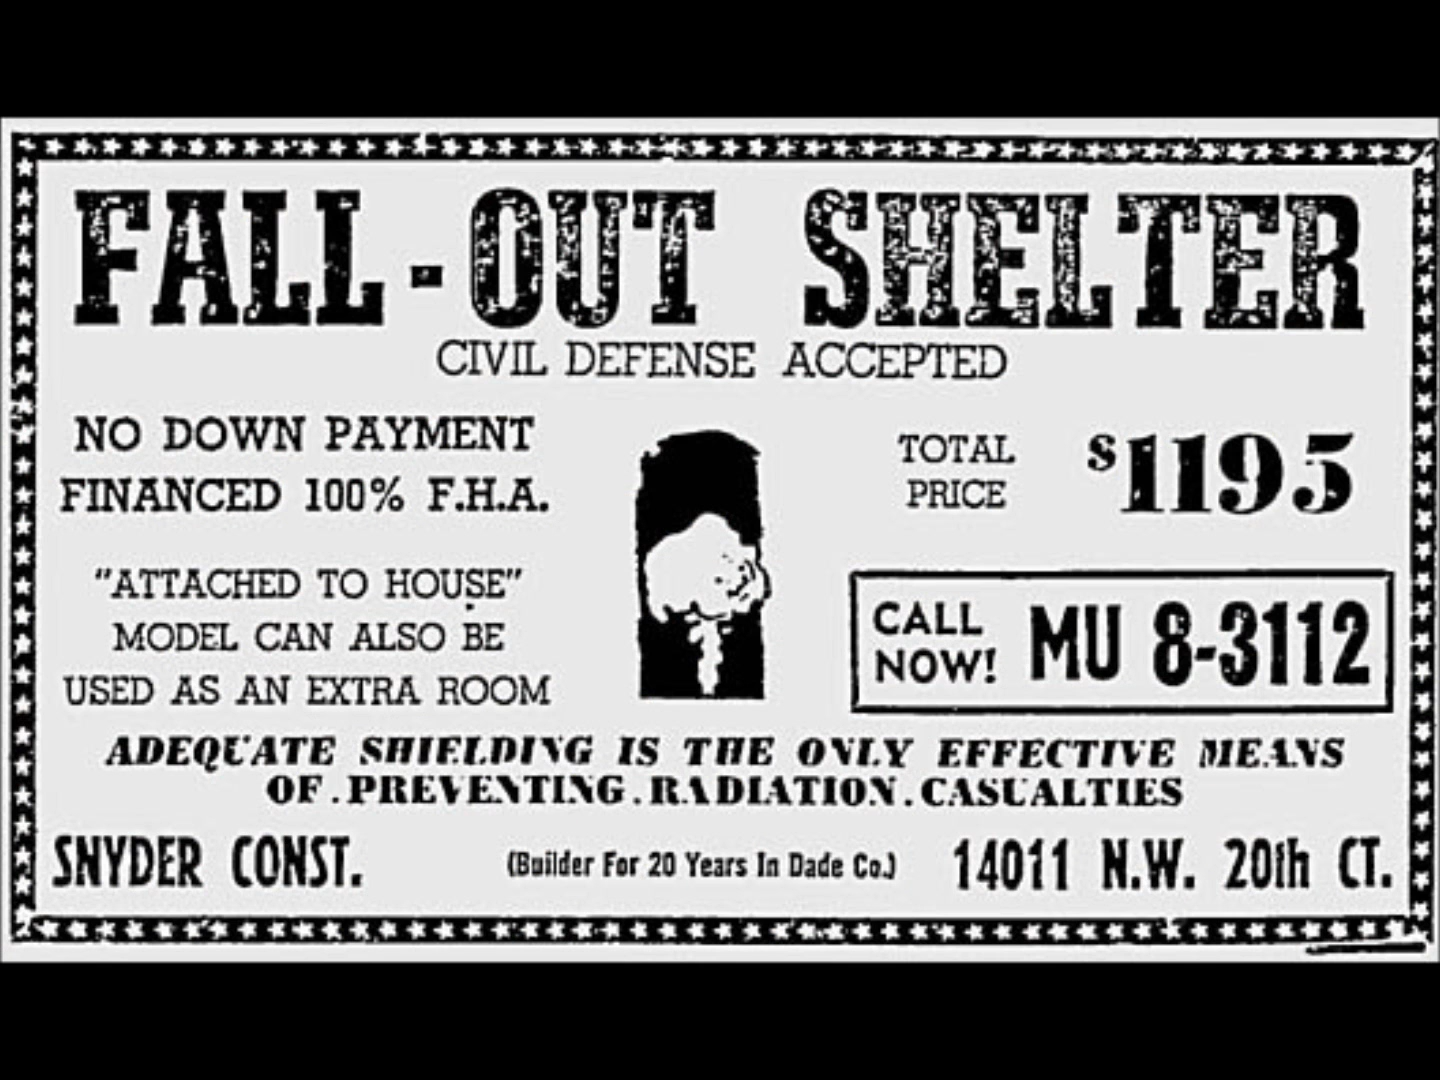 FALL-OUT SHELTER
CIVIL DEFENSE ACCEPTED
NO DOWN PAYMENT
FINANCED 100% F.H.A.
"ATTACHED TO HOUSE"
MODEL CAN ALSO BE
USED AS AN EXTRA ROOM
TOTAL
PRICE
$1195
CALL
NOW!
MU 8-3112
ADEQUATE SHIELDING IS THE ONLY EFFECTIVE MEANS
OF.PREVENTING.RADIATION.CASUALTIES
SNYDER CONST.
(Builder For 20 Years In Dade Co.)
14011 N.W. 20th CT.